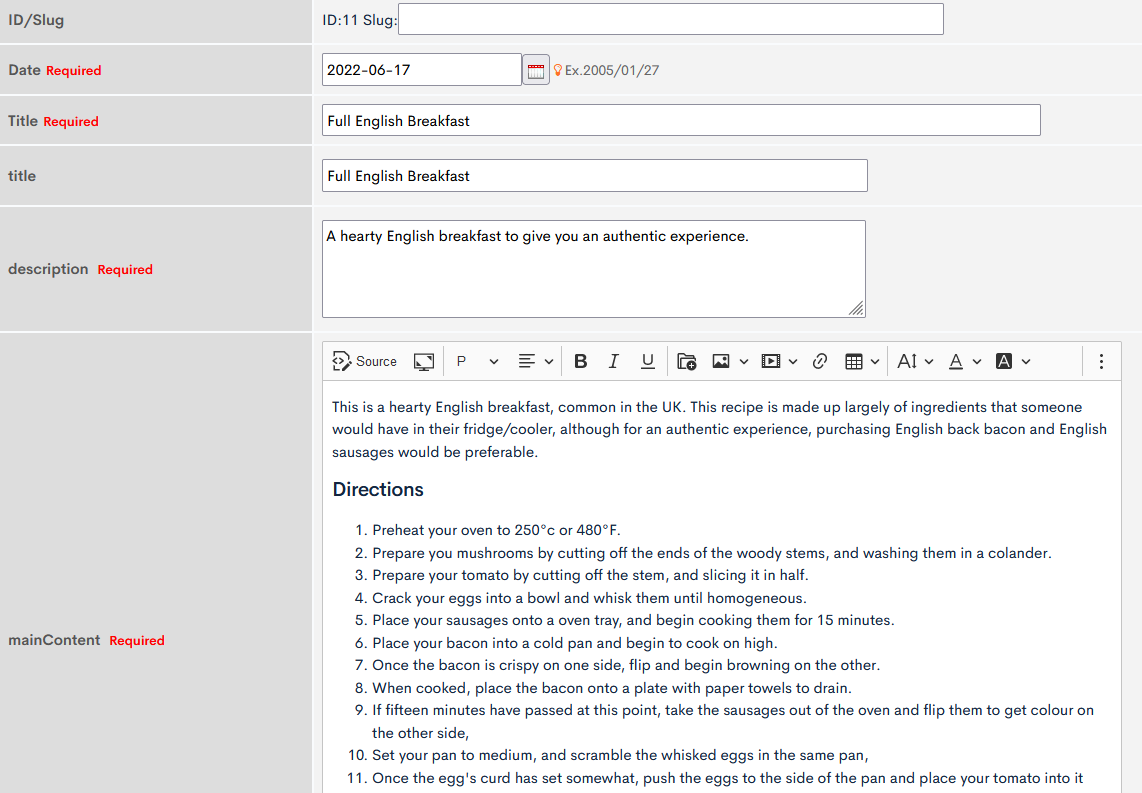 ID/Slug ID:11 Slug:
Date Required 2022-06-17 Ex.2005/01/27
Title Required Full English Breakfast
title Full English Breakfast
description Required A hearty English breakfast to give you an authentic experience.
Source P B I U A A
This is a hearty English breakfast, common in the UK. This recipe is made up largely of ingredients that someone
would have in their fridge/cooler, although for an authentic experience, purchasing English back bacon and English
sausages would be preferable.
Directions
1. Preheat your oven to 250°c or 480°F.
2. Prepare you mushrooms by cutting off the ends of the woody stems, and washing them in a colander.
3. Prepare your tomato by cutting off the stem, and slicing it in half.
4. Crack your eggs into a bowl and whisk them until homogeneous.
5. Place your sausages onto a oven tray, and begin cooking them for 15 minutes.
mainContent Required
6. Place your bacon into a cold pan and begin to cook on high.
7. Once the bacon is crispy on one side, flip and begin browning on the other.
8. When cooked, place the bacon onto a plate with paper towels to drain.
9. If fifteen minutes have passed at this point, take the sausages out of the oven and flip them to get colour on
the other side,
10. Set your pan to medium, and scramble the whisked eggs in the same pan,
11. Once the egg's curd has set somewhat, push the eggs to the side of the pan and place your tomato into it